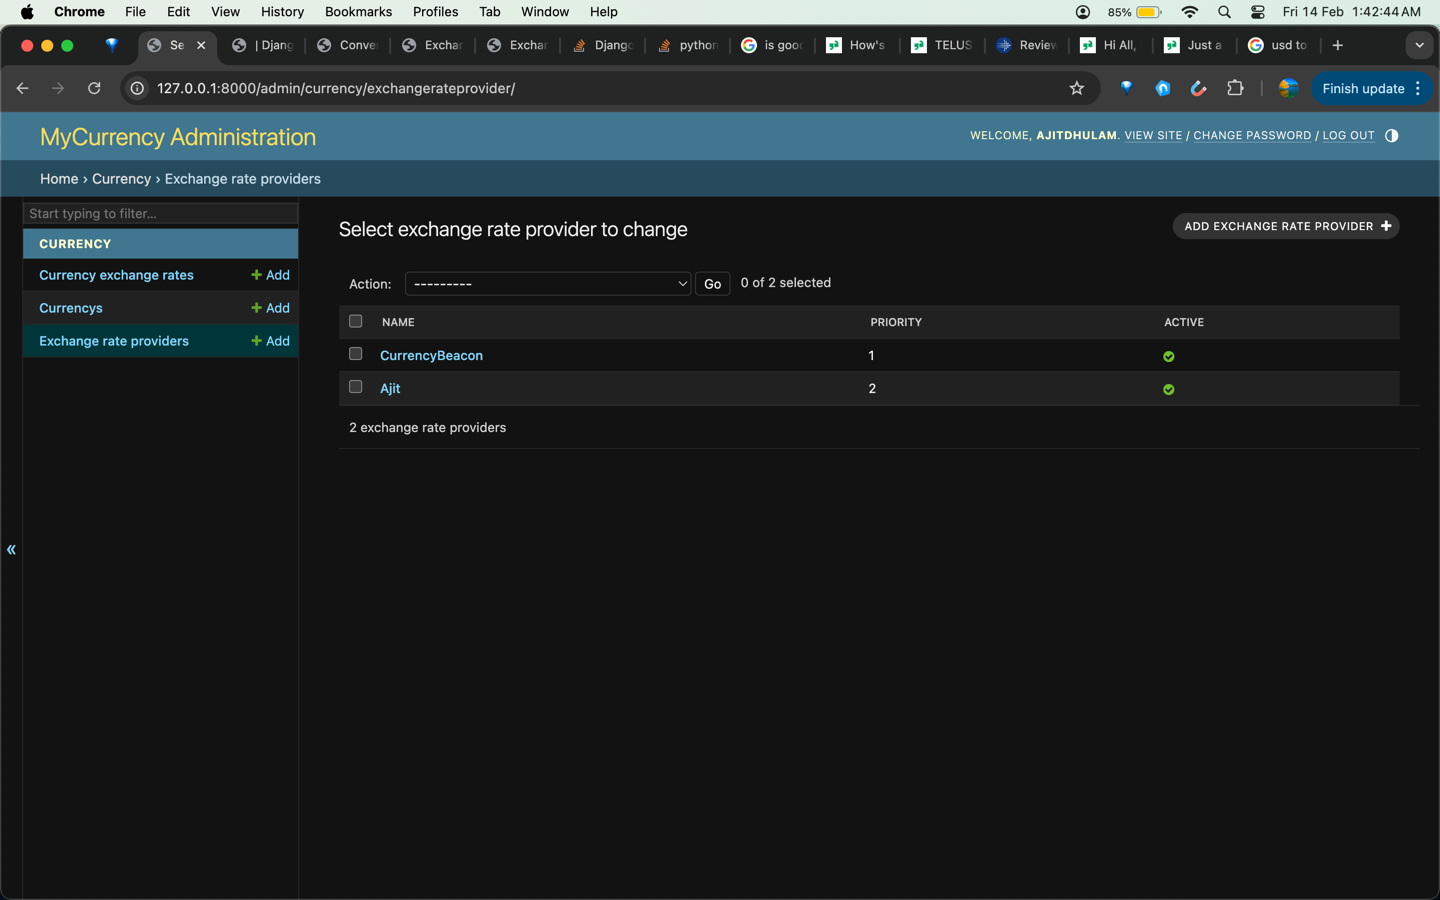 Chrome File Edit View History Bookmarks Profiles Tab Window Help 85% Fri 14 Feb 1:42:44 AM
Se | Djang Conve Exchar Exchar Django python is good How's TELUS Review Hi All, Just a usd to
127.0.0.1:8000/admin/currency/exchangerateprovider/ Finish update
MyCurrency Administration WELCOME, AJITDHULAM. VIEW SITE / CHANGE PASSWORD / LOG OUT
Home › Currency › Exchange rate providers
Start typing to filter...
CURRENCY
Currency exchange rates + Add
Currencys + Add
Exchange rate providers + Add
«
Select exchange rate provider to change ADD EXCHANGE RATE PROVIDER +
Action: --------- Go 0 of 2 selected
NAME PRIORITY ACTIVE
CurrencyBeacon 1
Ajit 2
2 exchange rate providers